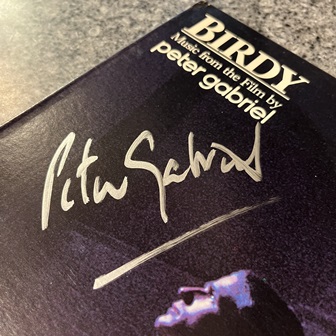 BIRDY
Music from the Film by
peter gabriel
Peter Gabriel